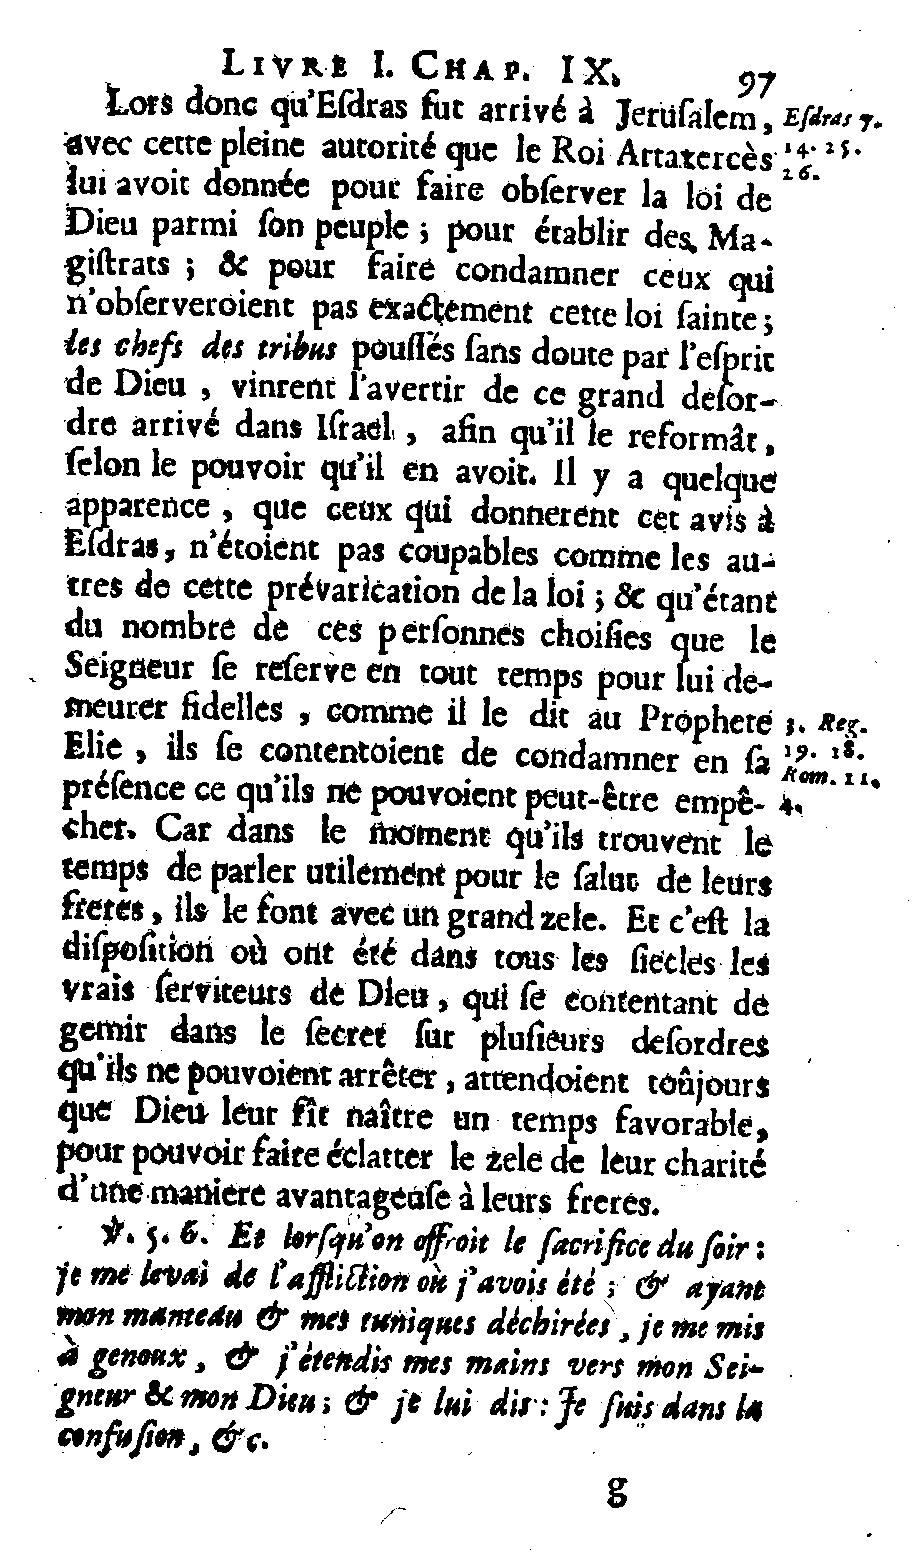 LIVRE I. CHAP. IX. 97
Lors donc qu'Eſdras fut arrivé à Jeruſalem,
avec cette pleine autorité que le Roi Artaxercès
lui avoit donnée pour faire obſerver la loi de
Dieu parmi ſon peuple ; pour établir des Ma-
giſtrats ; & pour faire condamner ceux qui
n'obſerveroient pas exactement cette loi ſainte ;
les chefs des tribus pouſſés ſans doute par l'eſprit
de Dieu , vinrent l'avertir de ce grand déſor-
dre arrivé dans Iſraël , afin qu'il le reformât ,
ſelon le pouvoir qu'il en avoit. Il y a quelque
apparence , que ceux qui donnerent cet avis à
Eſdras, n'étoient pas coupables comme les au-
tres de cette prévarication de la loi ; & qu'étant
du nombre de ces perſonnes choiſies que le
Seigneur ſe reſerve en tout temps pour lui de-
meurer fidelles , comme il le dit au Prophete
Elie , ils ſe contentoient de condamner en ſa
préſence ce qu'ils ne pouvoient peut-être empê-
cher. Car dans le moment qu'ils trouvent le
temps de parler utilement pour le ſalut de leurs
freres, ils le font avec un grand zele. Et c'eſt la
diſpoſition où ont été dans tous les ſiécles les
vrais ſerviteurs de Dieu , qui ſe contentant de
gemir dans le ſecret ſur pluſieurs deſordres
qu'ils ne pouvoient arrêter , attendoient toûjours
que Dieu leur fît naître un temps favorable,
pour pouvoir faire éclatter le zele de leur charité
d'une maniere avantageuſe à leurs freres.
℣. 5. 6. Et lorſqu'on offroit le ſacrifice du ſoir :
je me levai de l'affliction où j'avois été ; & ayant
mon manteau & mes tuniques déchirées , je me mis
à genoux , & j'étendis mes mains vers mon Sei-
gneur & mon Dieu ; & je lui dis : Je ſuis dans la
confuſion , &c.
g
Eſdras 7.
14. 25.
26.
3. Reg.
19. 18.
Rom. 11.
4.